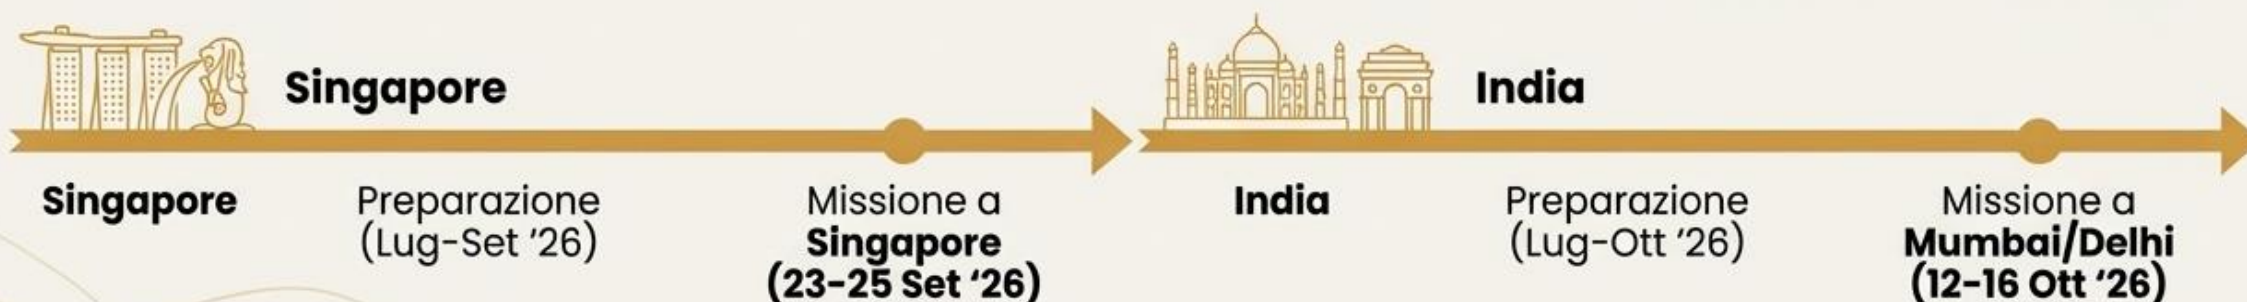 Singapore
India
Singapore
Preparazione
(Lug-Set ‘26)
Missione a
Singapore
(23-25 Set ‘26)
India
Preparazione
(Lug-Ott ‘26)
Missione a
Mumbai/Delhi
(12-16 Ott ‘26)